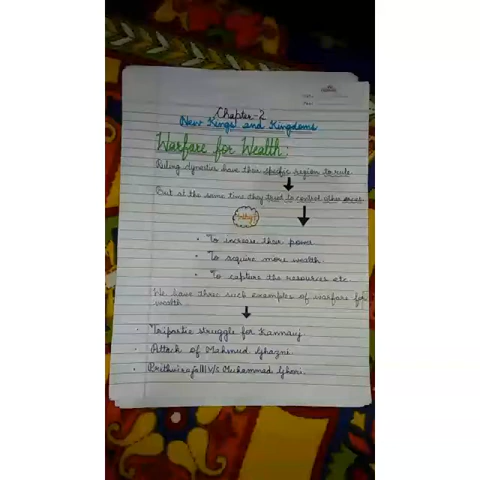 Chapter-2
New Kings and Kingdoms
Warfare for Wealth
Ruling dynasties have their specific region to rule.
But at the same time they tried to control other areas
Why?
• To increase their power
• To acquire more wealth
• To capture the resources etc.
We have three such examples of warfare for
wealth.
• Tripartie struggle for Kannauj.
• Attack of Mahmud Ghazni
• Prithviraj III V/S Muhammad Ghori.